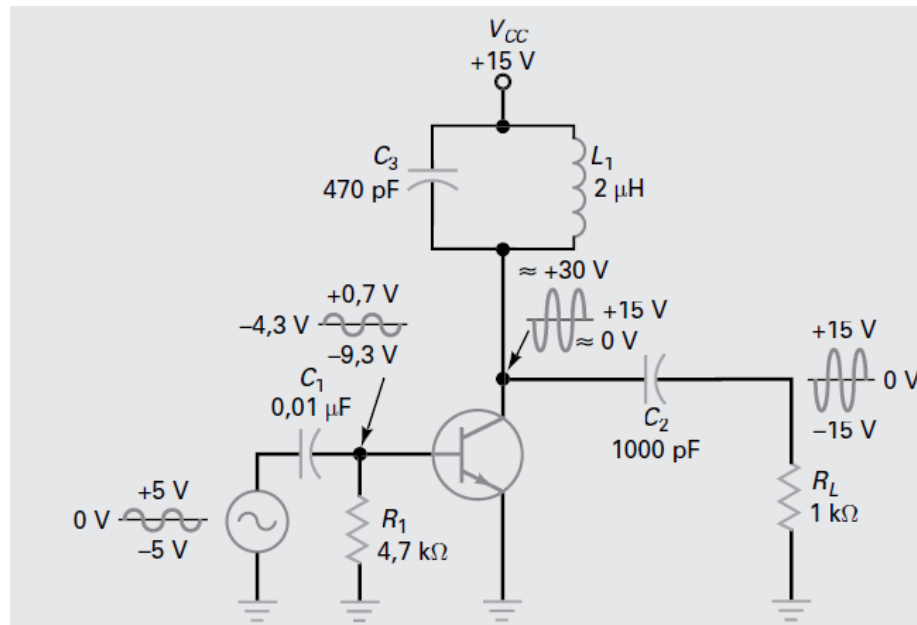 V_CC
+15 V
C_3
470 pF
L_1
2 μH
≈ +30 V
+15 V
≈ 0 V
+0,7 V
–4,3 V
–9,3 V
C_1
0,01 μF
+15 V
0 V
–15 V
C_2
1000 pF
+5 V
0 V
–5 V
R_1
4,7 kΩ
R_L
1 kΩ